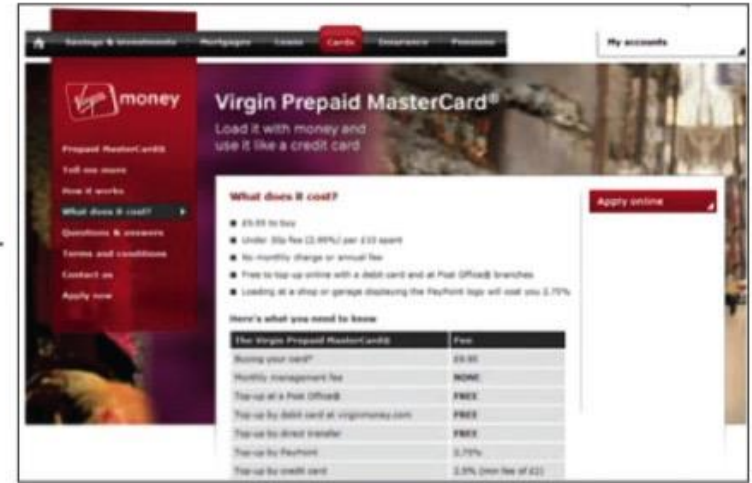 Savings & investments Mortgages Loans Cards Insurance Pensions
My accounts
Virgin money
Virgin Prepaid MasterCard®
Load it with money and
use it like a credit card
Prepaid MasterCard®
Tell me more
How it works
What does it cost?
Questions & answers
Terms and conditions
Contact us
Apply now
What does it cost?
£9.95 to buy
Under 30p fee (2.95%) per £10 spent
No monthly charge or annual fee
Free to top up online with a debit card and at Post Office® branches
Loading at a shop or garage displaying the PayPoint logo will cost you 2.75%
Apply online
Here's what you need to know
The Virgin Prepaid MasterCard® Fee
Buying your card* £9.95
Monthly management fee NONE
Top-up at a Post Office® FREE
Top-up by debit card at virginmoney.com FREE
Top-up by direct transfer FREE
Top-up by PayPoint 2.75%
Top-up by credit card 2.5% (min fee of £2)